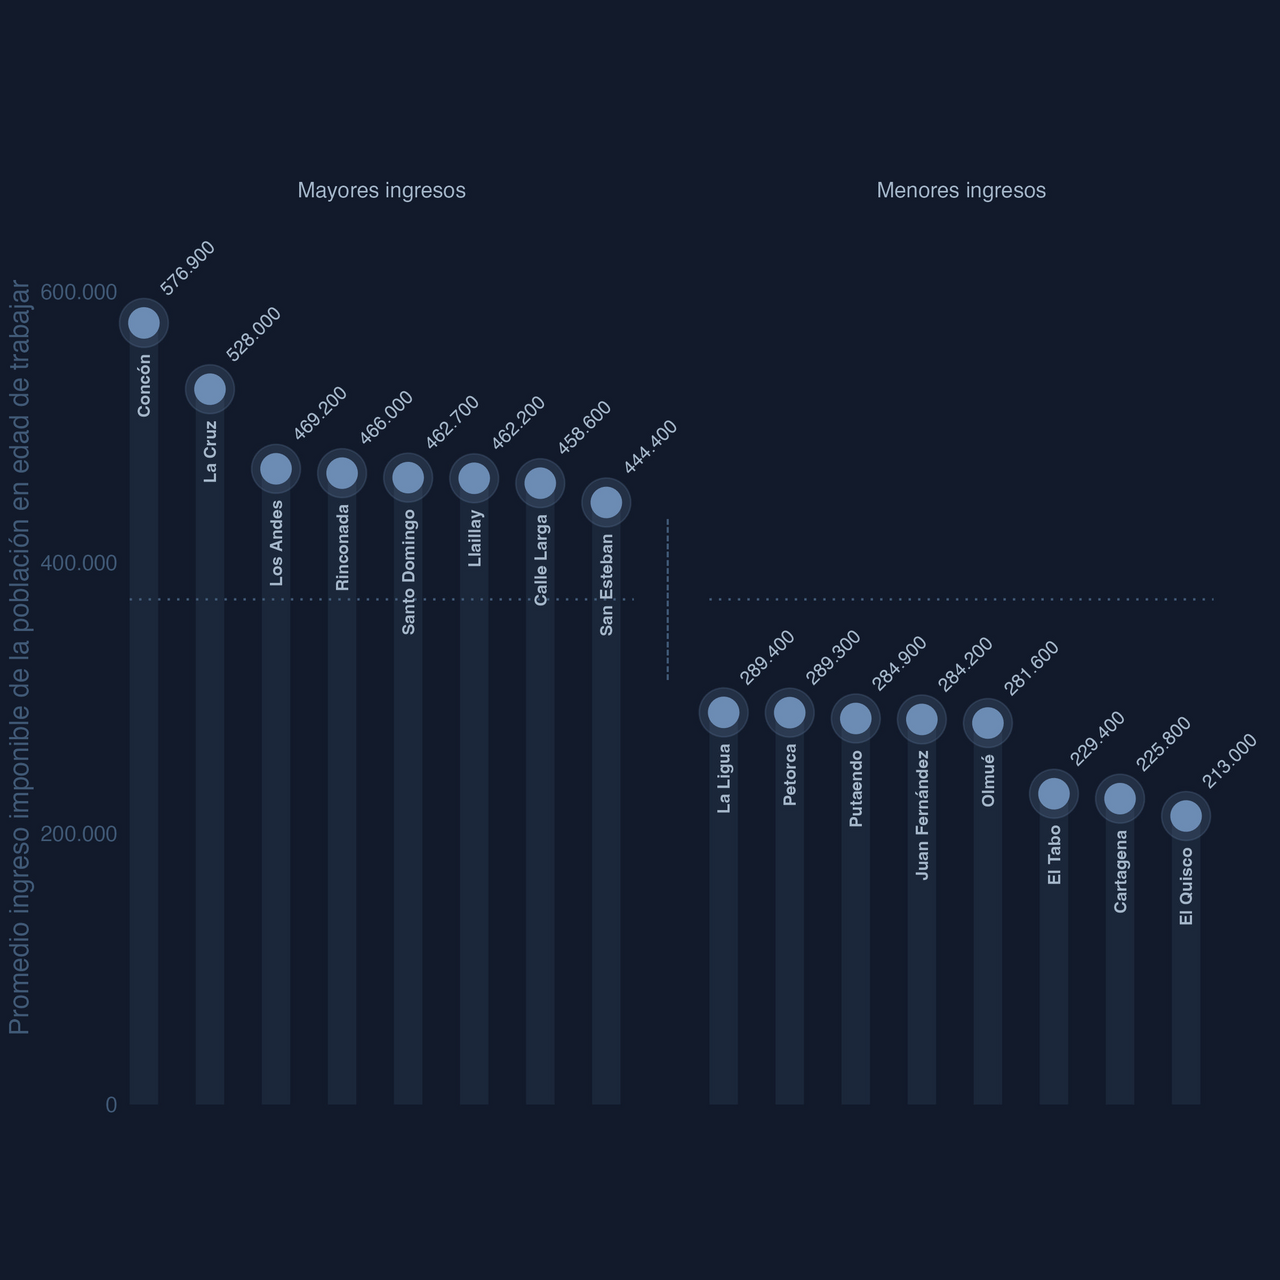 Mayores ingresos
Menores ingresos
Promedio ingreso imponible de la población en edad de trabajar
600.000
400.000
200.000
0
576.900
Concón
528.000
La Cruz
469.200
Los Andes
466.000
Rinconada
462.700
Santo Domingo
462.200
Llaillay
458.600
Calle Larga
444.400
San Esteban
289.400
La Ligua
289.300
Petorca
284.900
Putaendo
284.200
Juan Fernández
281.600
Olmué
229.400
El Tabo
225.800
Cartagena
213.000
El Quisco